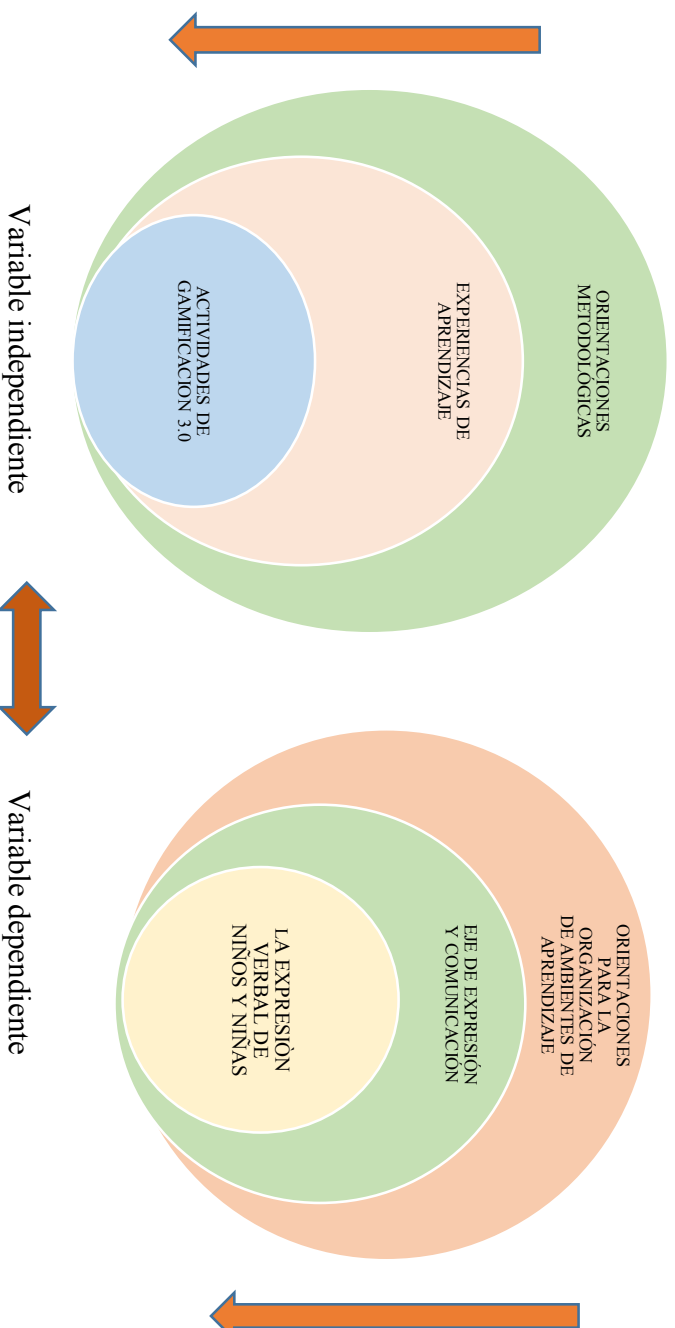 ORIENTACIONES
METODOLÓGICAS
EXPERIENCIAS DE
APRENDIZAJE
ACTIVIDADES DE
GAMIFICACION 3.0
Variable independiente
ORIENTACIONES
PARA LA
ORGANIZACIÓN
DE AMBIENTES DE
APRENDIZAJE
EJE DE EXPRESIÓN
Y COMUNICACIÓN
LA EXPRESIÒN
VERBAL DE
NIÑOS Y NIÑAS
Variable dependiente